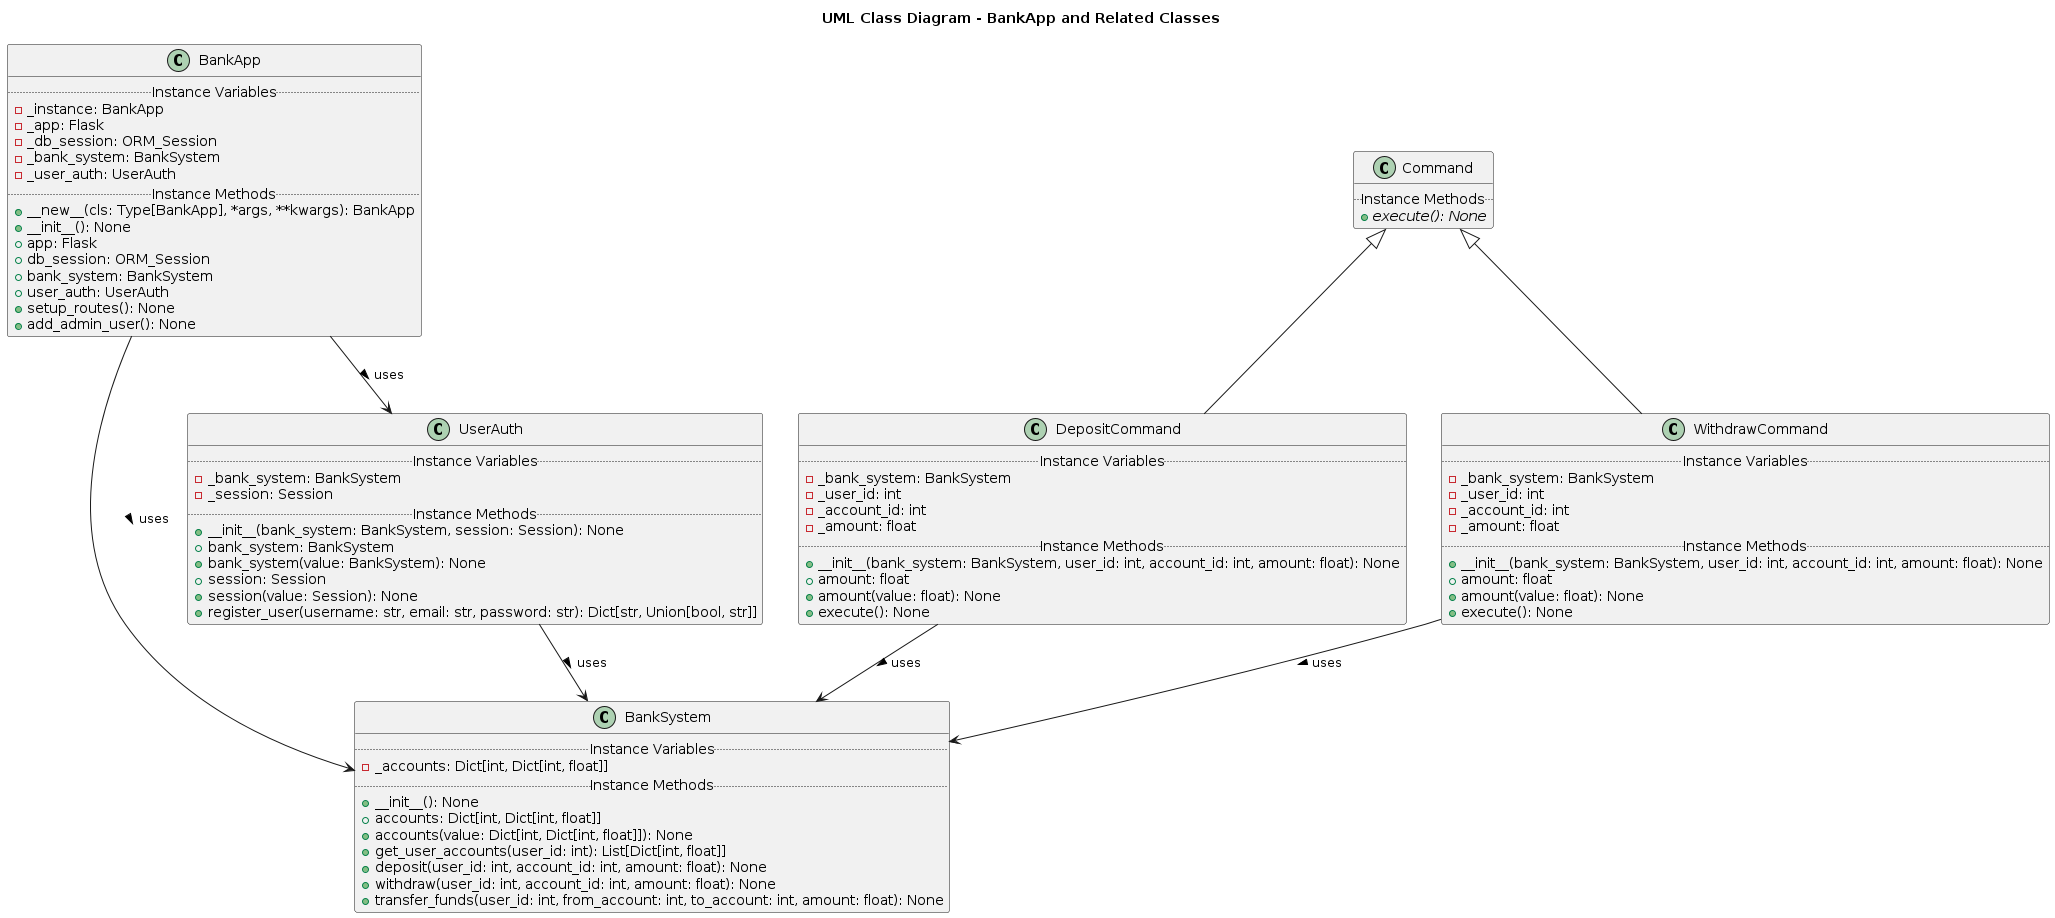 UML Class Diagram - BankApp and Related Classes
C BankApp
Instance Variables
_instance: BankApp
_app: Flask
_db_session: ORM_Session
_bank_system: BankSystem
_user_auth: UserAuth
Instance Methods
__new__(cls: Type[BankApp], *args, **kwargs): BankApp
__init__(): None
app: Flask
db_session: ORM_Session
bank_system: BankSystem
user_auth: UserAuth
setup_routes(): None
add_admin_user(): None
C Command
Instance Methods
execute(): None
uses
uses
C UserAuth
Instance Variables
_bank_system: BankSystem
_session: Session
Instance Methods
__init__(bank_system: BankSystem, session: Session): None
bank_system: BankSystem
bank_system(value: BankSystem): None
session: Session
session(value: Session): None
register_user(username: str, email: str, password: str): Dict[str, Union[bool, str]]
C DepositCommand
Instance Variables
_bank_system: BankSystem
_user_id: int
_account_id: int
_amount: float
Instance Methods
__init__(bank_system: BankSystem, user_id: int, account_id: int, amount: float): None
amount: float
amount(value: float): None
execute(): None
C WithdrawCommand
Instance Variables
_bank_system: BankSystem
_user_id: int
_account_id: int
_amount: float
Instance Methods
__init__(bank_system: BankSystem, user_id: int, account_id: int, amount: float): None
amount: float
amount(value: float): None
execute(): None
uses
uses
uses
C BankSystem
Instance Variables
_accounts: Dict[int, Dict[int, float]]
Instance Methods
__init__(): None
accounts: Dict[int, Dict[int, float]]
accounts(value: Dict[int, Dict[int, float]]): None
get_user_accounts(user_id: int): List[Dict[int, float]]
deposit(user_id: int, account_id: int, amount: float): None
withdraw(user_id: int, account_id: int, amount: float): None
transfer_funds(user_id: int, from_account: int, to_account: int, amount: float): None